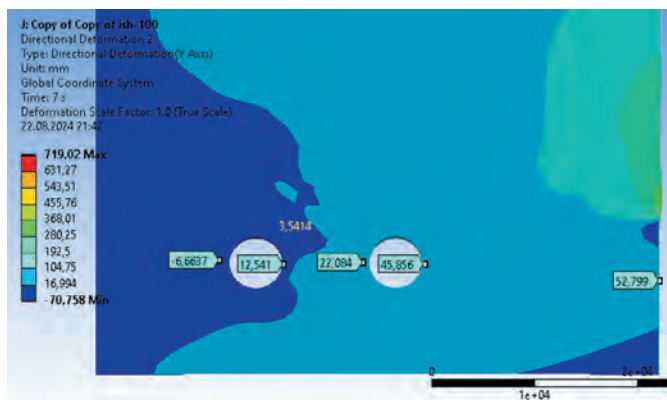 J: Copy of Copy of ish-100
Directional Deformation 2
Type: Directional Deformation(Y Axis)
Unit: mm
Global Coordinate System
Time: 7 s
Deformation Scale Factor: 1.0 (True Scale)
22.08.2024 21:42
719,02 Max
631,27
543,51
455,76
368,01
280,25
192,5
104,75
16,994
-70,758 Min
3,5414
-6,6637
12,541
22,084
45,856
52,799
0
2e+04
1e+04